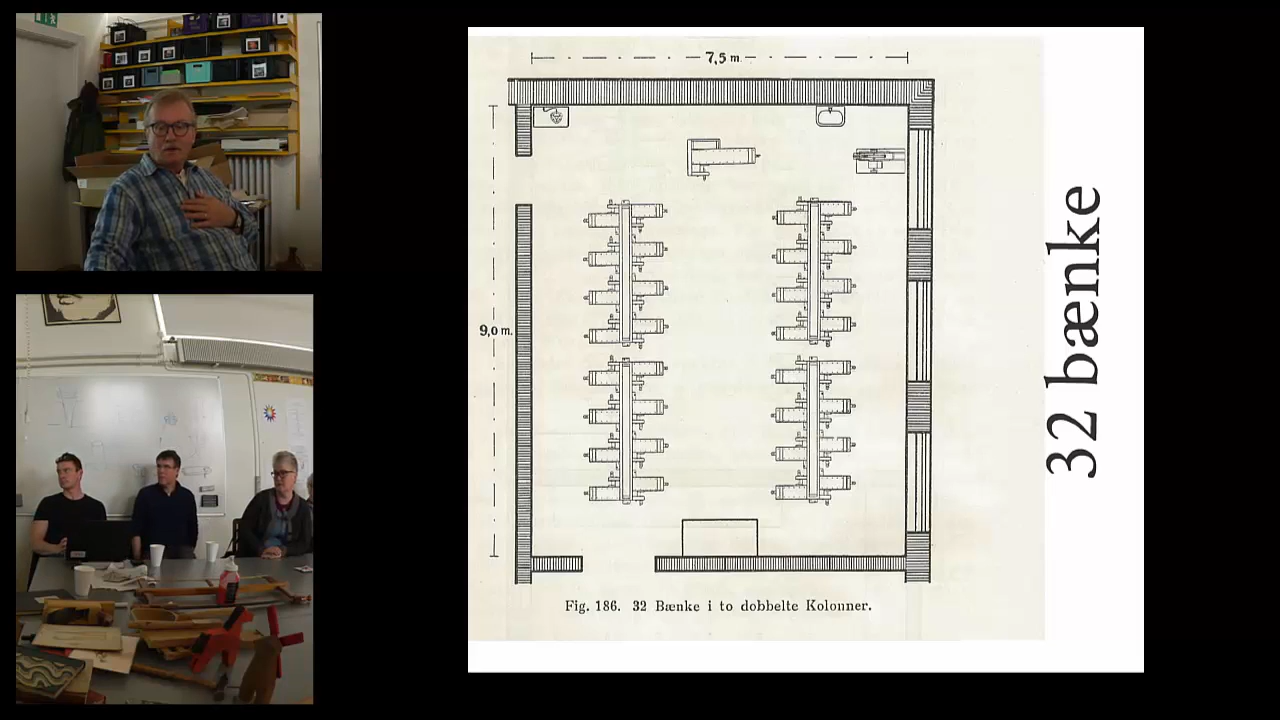 7,5 m.
9,0 m.
Fig. 186. 32 Bænke i to dobbelte Kolonner.
32 bænke